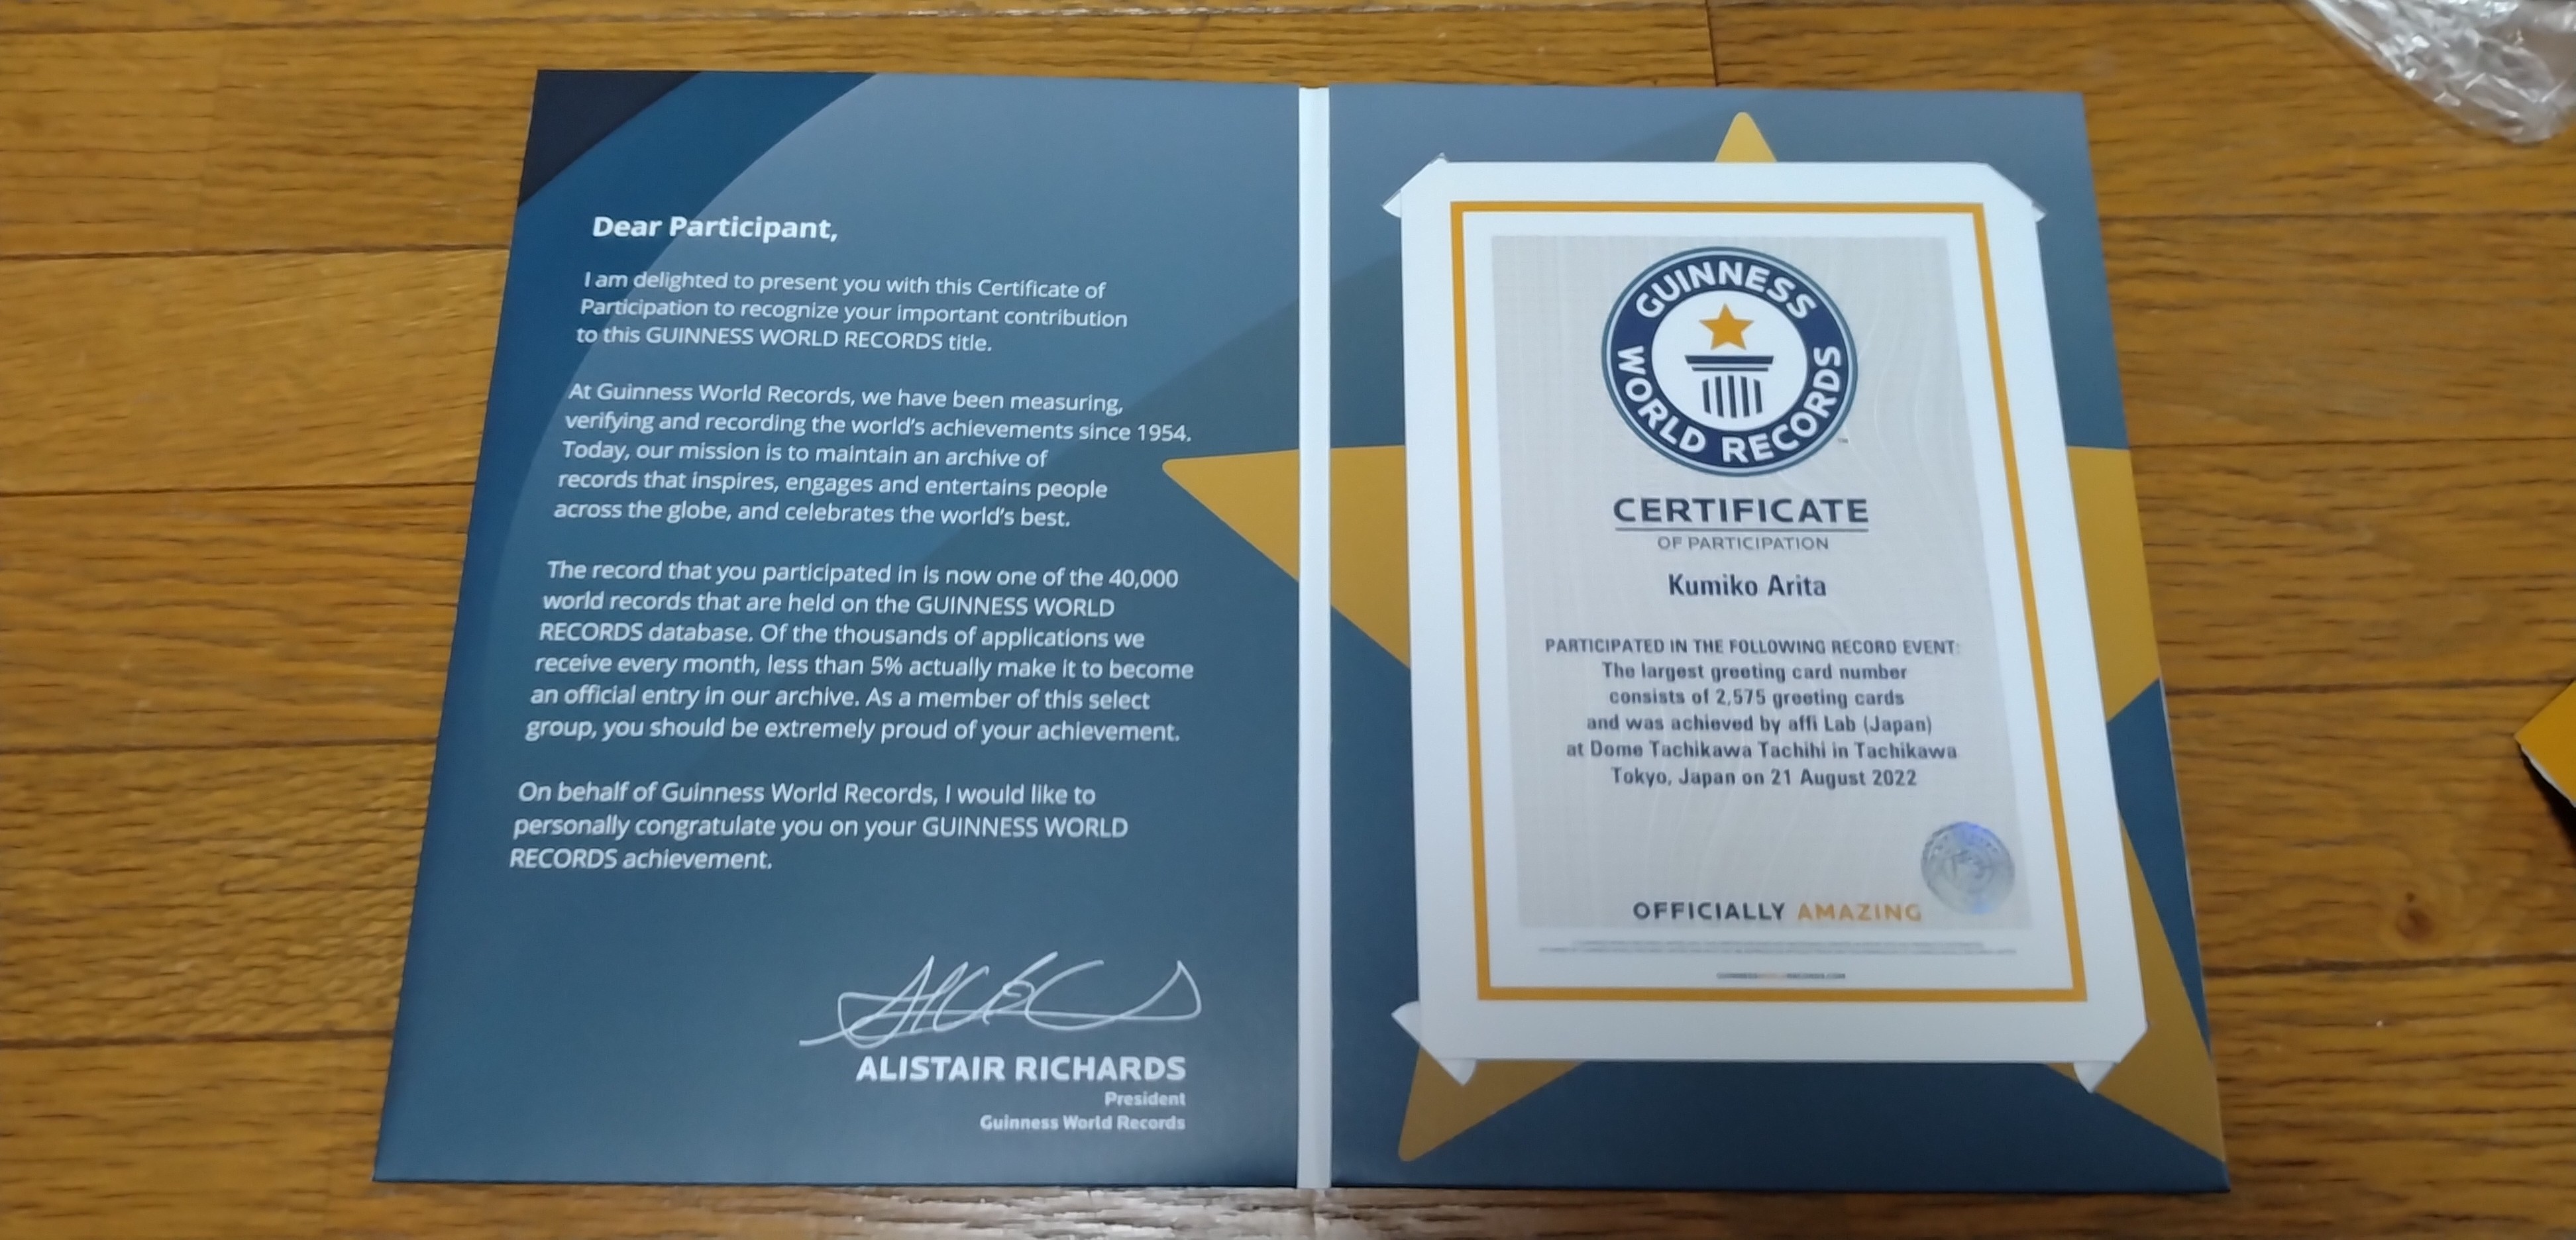 Dear Participant,
I am delighted to present you with this Certificate of
Participation to recognize your important contribution
to this GUINNESS WORLD RECORDS title.
At Guinness World Records, we have been measuring,
verifying and recording the world's achievements since 1954.
Today, our mission is to maintain an archive of
records that inspires, engages and entertains people
across the globe, and celebrates the world's best.
The record that you participated in is now one of the 40,000
world records that are held on the GUINNESS WORLD
RECORDS database. Of the thousands of applications we
receive every month, less than 5% actually make it to become
an official entry in our archive. As a member of this select
group, you should be extremely proud of your achievement.
On behalf of Guinness World Records, I would like to
personally congratulate you on your GUINNESS WORLD
RECORDS achievement.
ALISTAIR RICHARDS
President
Guinness World Records
GUINNESS
WORLD RECORDS
CERTIFICATE
OF PARTICIPATION
Kumiko Arita
PARTICIPATED IN THE FOLLOWING RECORD EVENT:
The largest greeting card number
consists of 2,575 greeting cards
and was achieved by affi Lab (Japan)
at Dome Tachikawa Tachihi in Tachikawa
Tokyo, Japan on 21 August 2022
OFFICIALLY AMAZING
GUINNESSWORLDRECORDS.COM